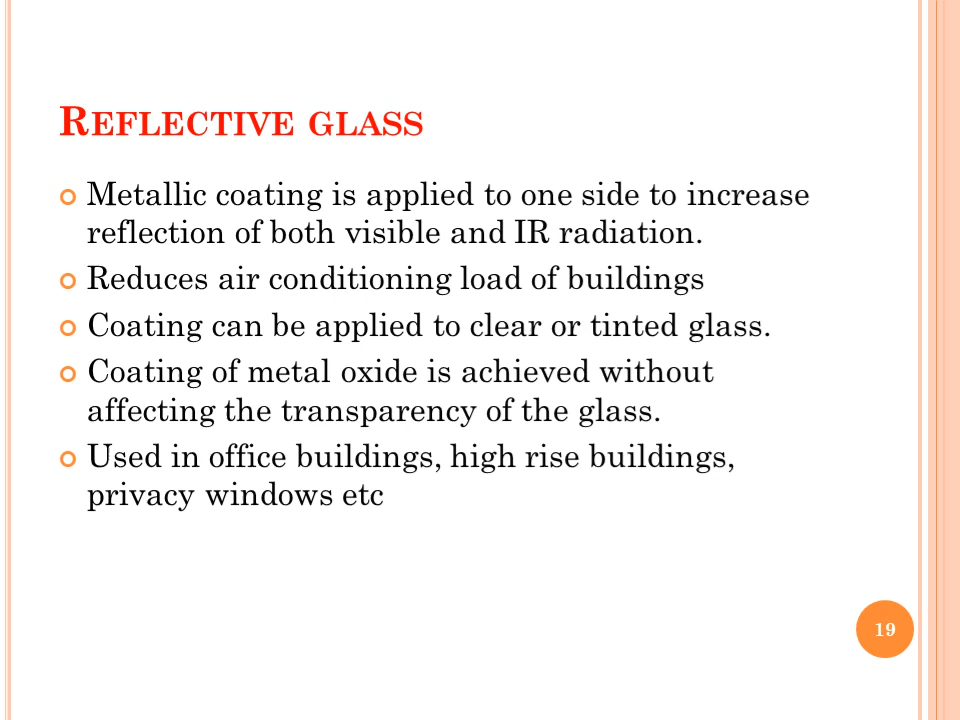 REFLECTIVE GLASS
Metallic coating is applied to one side to increase
reflection of both visible and IR radiation.
Reduces air conditioning load of buildings
Coating can be applied to clear or tinted glass.
Coating of metal oxide is achieved without
affecting the transparency of the glass.
Used in office buildings, high rise buildings,
privacy windows etc
19